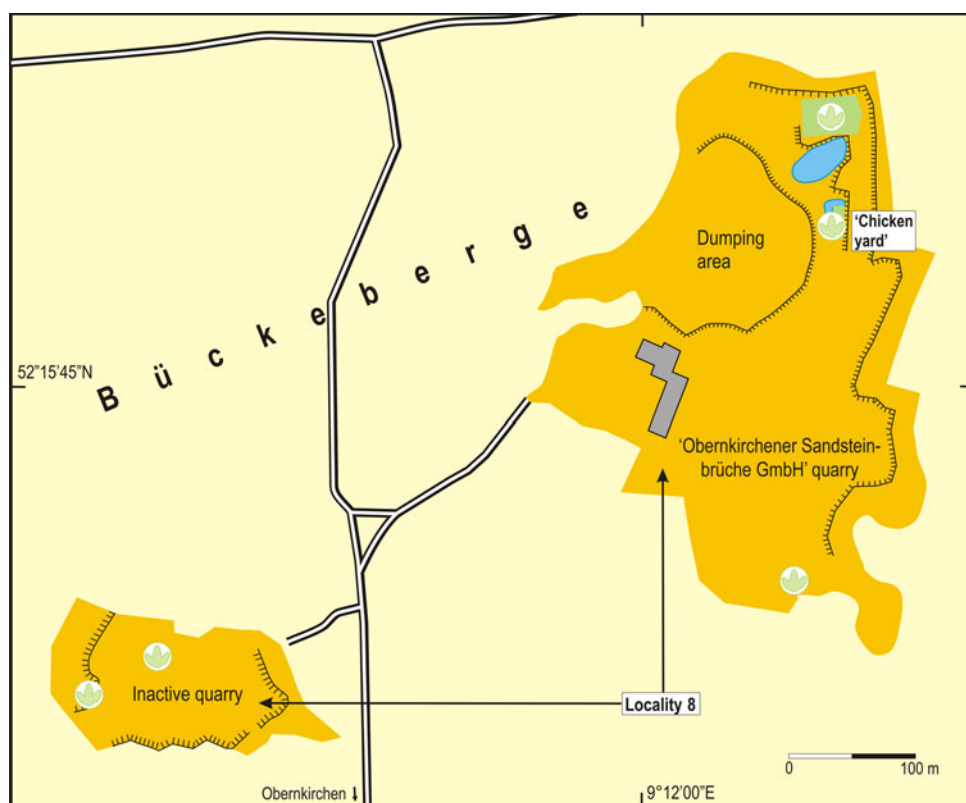 'Chicken
yard'
Dumping
area
Bückeberge
52"15'45"N
'Obernkirchener Sandstein-
brüche GmbH' quarry
Inactive quarry
Locality 8
0 100 m
Obernkirchen
9°12'00"E